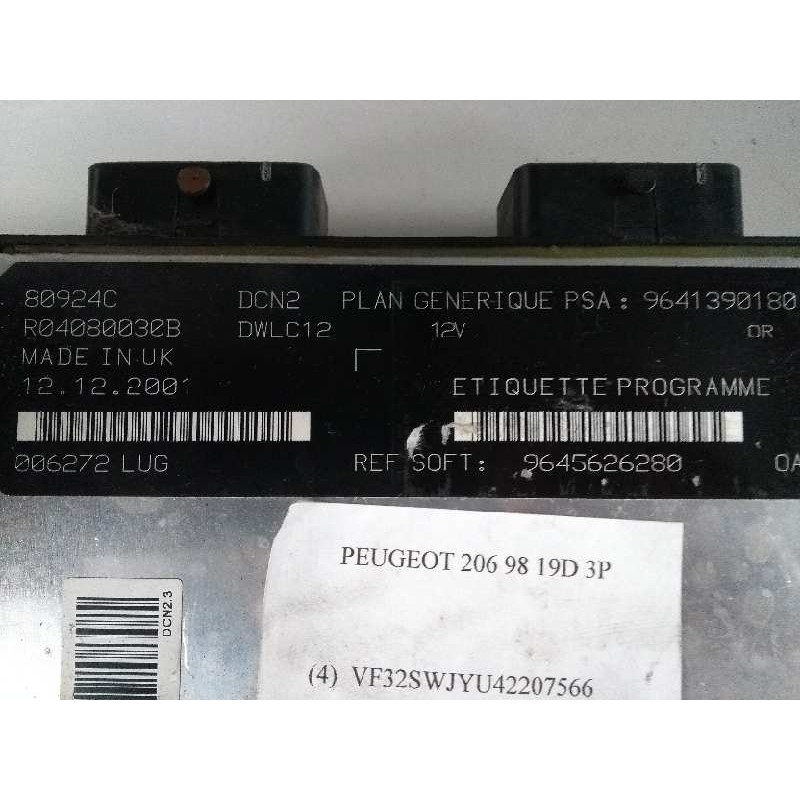 80924C DCN2 PLAN GENERIQUE PSA : 9641390180
R04080030B DWLC12 12V OR
MADE IN UK
12.12.2001 ETIQUETTE PROGRAMME
006272 LUG REF SOFT: 9645626280 OA
DCN2.3
PEUGEOT 206 98 19D 3P
(4) VF32SWJYU42207566